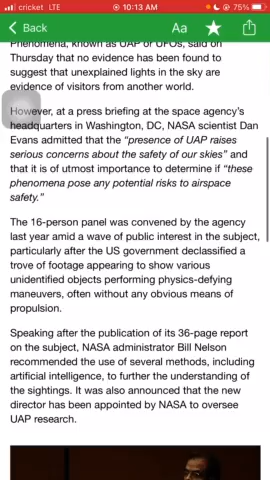 cricket LTE 10:13 AM 75%
Back Aa
Phenomena, known as UAP or UFOs, said on
Thursday that no evidence has been found to
suggest that unexplained lights in the sky are
evidence of visitors from another world.
However, at a press briefing at the space agency's
headquarters in Washington, DC, NASA scientist Dan
Evans admitted that the "presence of UAP raises
serious concerns about the safety of our skies" and
that it is of utmost importance to determine if "these
phenomena pose any potential risks to airspace
safety."
The 16-person panel was convened by the agency
last year amid a wave of public interest in the subject,
particularly after the US government declassified a
trove of footage appearing to show various
unidentified objects performing physics-defying
maneuvers, often without any obvious means of
propulsion.
Speaking after the publication of its 36-page report
on the subject, NASA administrator Bill Nelson
recommended the use of several methods, including
artificial intelligence, to further the understanding of
the sightings. It was also announced that the new
director has been appointed by NASA to oversee
UAP research.